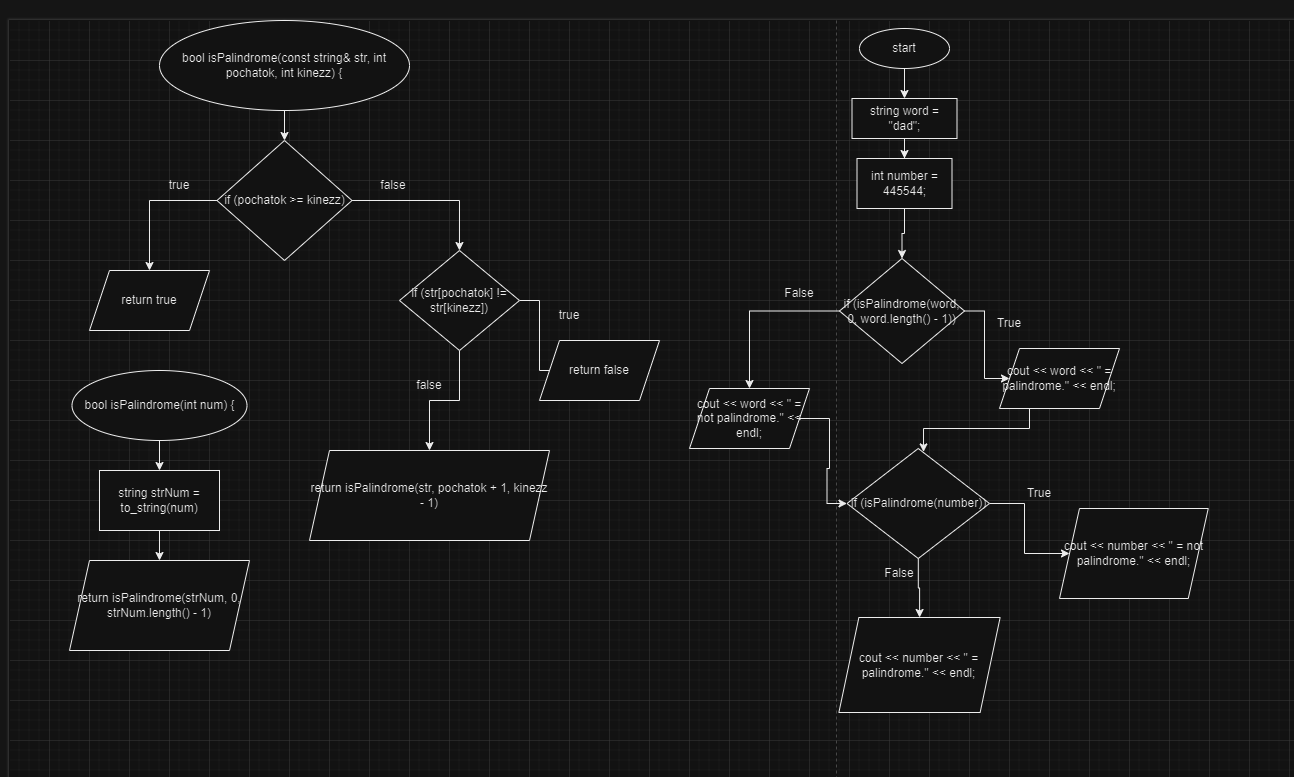 bool isPalindrome(const string& str, int
pochatok, int kinezz) {
true
false
if (pochatok >= kinezz)
return true
if (str[pochatok] !=
str[kinezz])
true
return false
false
return isPalindrome(str, pochatok + 1, kinezz
- 1)
bool isPalindrome(int num) {
string strNum =
to_string(num)
return isPalindrome(strNum, 0,
strNum.length() - 1)
start
string word =
"dad";
int number =
445544;
if (isPalindrome(word,
0, word.length() - 1))
False
True
cout << word << " =
not palindrome." <<
endl;
cout << word << " =
palindrome." << endl;
if (isPalindrome(number))
True
False
cout << number << " = not
palindrome." << endl;
cout << number << " =
palindrome." << endl;